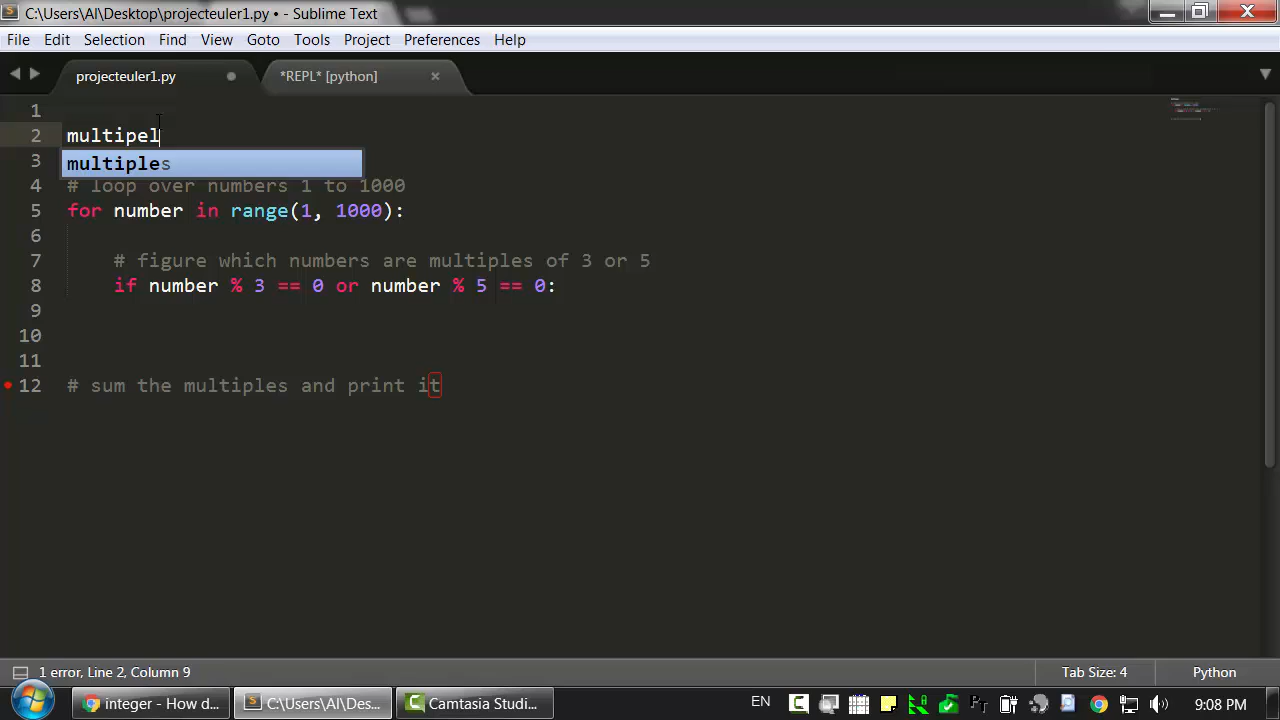 C:\Users\Al\Desktop\projecteuler1.py • - Sublime Text
File Edit Selection Find View Goto Tools Project Preferences Help
projecteuler1.py *REPL* [python]
1
2 multipel
3 multiples
4 # loop over numbers 1 to 1000
5 for number in range(1, 1000):
6
7 # figure which numbers are multiples of 3 or 5
8 if number % 3 == 0 or number % 5 == 0:
9
10
11
12 # sum the multiples and print it
1 error, Line 2, Column 9 Tab Size: 4 Python
integer - How d... C:\Users\Al\Des... Camtasia Studi... EN 9:08 PM